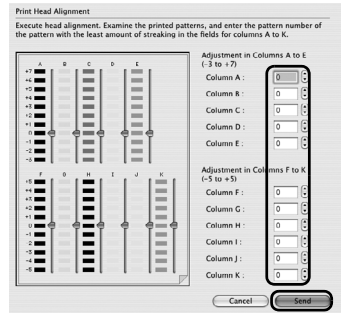 Print Head Alignment
Execute head alignment. Examine the printed patterns, and enter the pattern number of
the pattern with the least amount of streaking in the fields for columns A to K.
Adjustment in Columns A to E
(-3 to +7)
A B C D E
+7
+6
+5
+4
+3
+2
+1
0
-1
-2
-3
Column A : 0
Column B : 0
Column C : 0
Column D : 0
Column E : 0
Adjustment in Columns F to K
(-5 to +5)
F G H I J K
+5
+4
+3
+2
+1
0
-1
-2
-3
-4
-5
Column F : 0
Column G : 0
Column H : 0
Column I : 0
Column J : 0
Column K : 0
Cancel Send